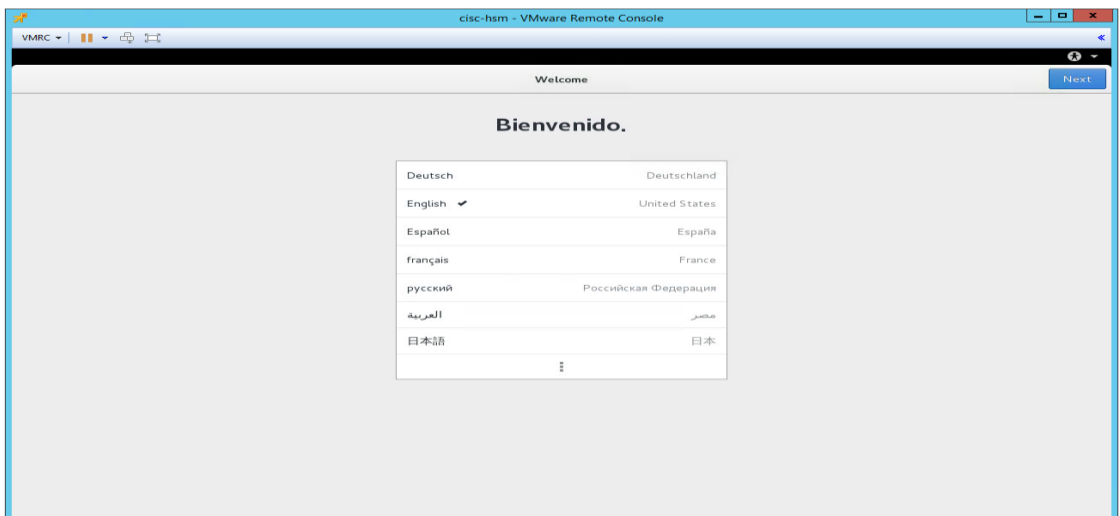 cisc-hsm - VMware Remote Console
VMRC
Welcome
Next
Bienvenido.
Deutsch Deutschland
English United States
Español España
français France
русский Российская Федерация
العربية مصر
日本語 日本